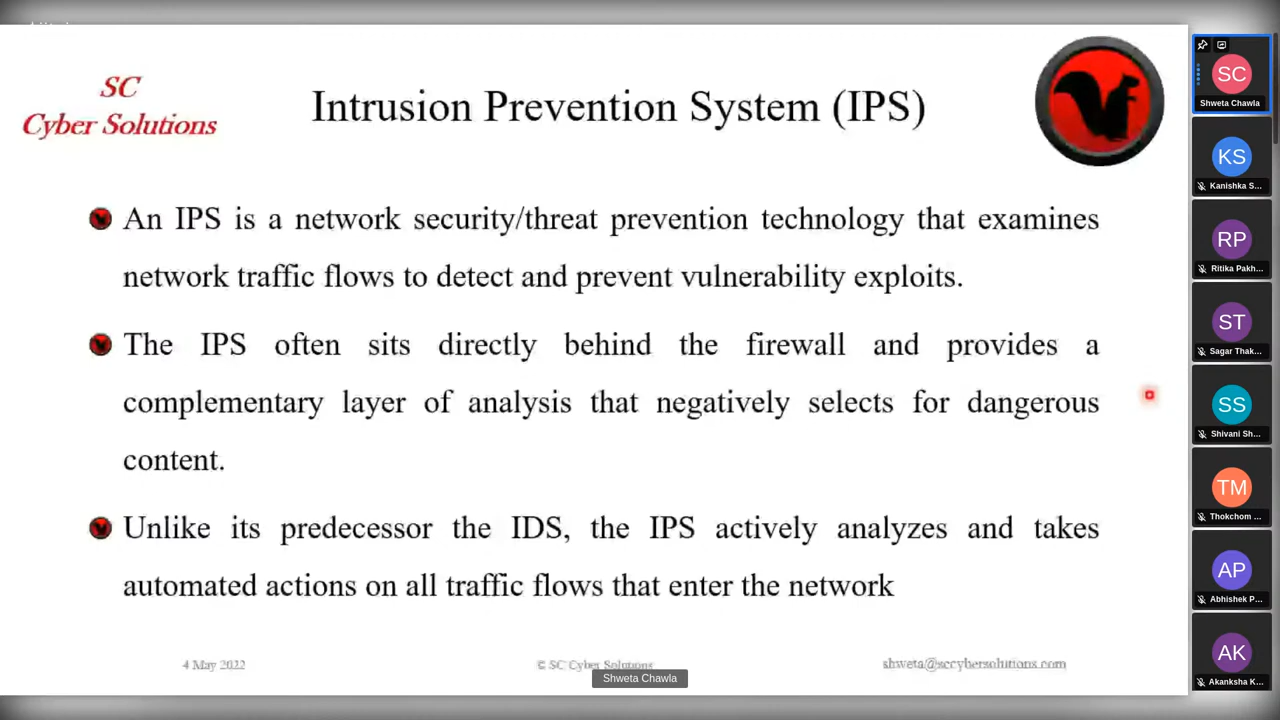 SC
Cyber Solutions
Intrusion Prevention System (IPS)
An IPS is a network security/threat prevention technology that examines
network traffic flows to detect and prevent vulnerability exploits.
The IPS often sits directly behind the firewall and provides a
complementary layer of analysis that negatively selects for dangerous
content.
Unlike its predecessor the IDS, the IPS actively analyzes and takes
automated actions on all traffic flows that enter the network
4 May 2022
© SC Cyber Solutions
shweta@sccybersolutions.com
Shweta Chawla
SC
Shweta Chawla
KS
Kanishka S...
RP
Ritika Pakh...
ST
Sagar Thak...
SS
Shivani Sh...
TM
Thokchom ...
AP
Abhishek P...
AK
Akanksha K...